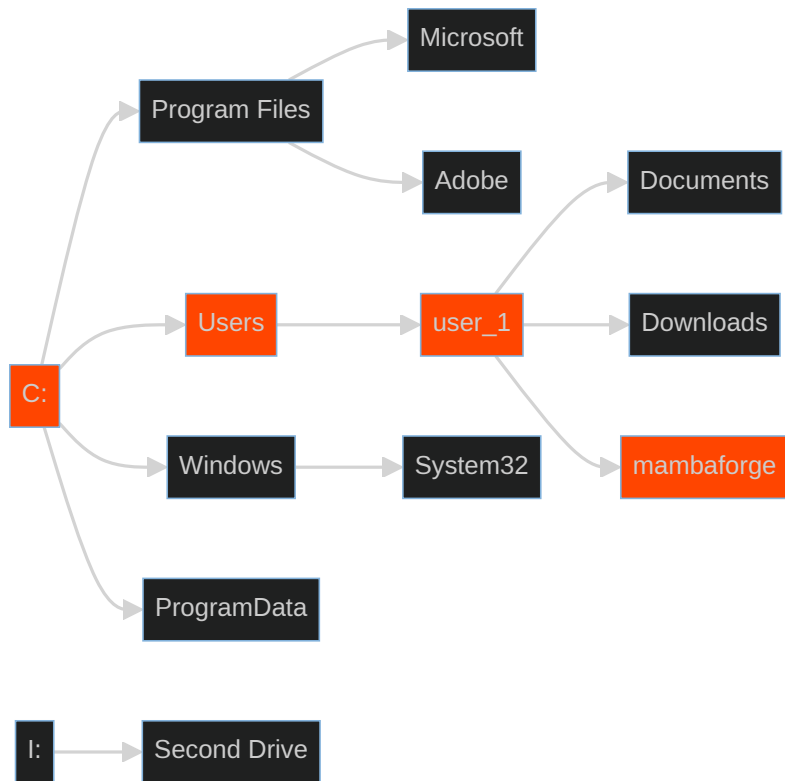 Microsoft
Program Files
Adobe
Documents
Users
user_1
Downloads
C:
Windows
System32
mambaforge
ProgramData
I:
Second Drive